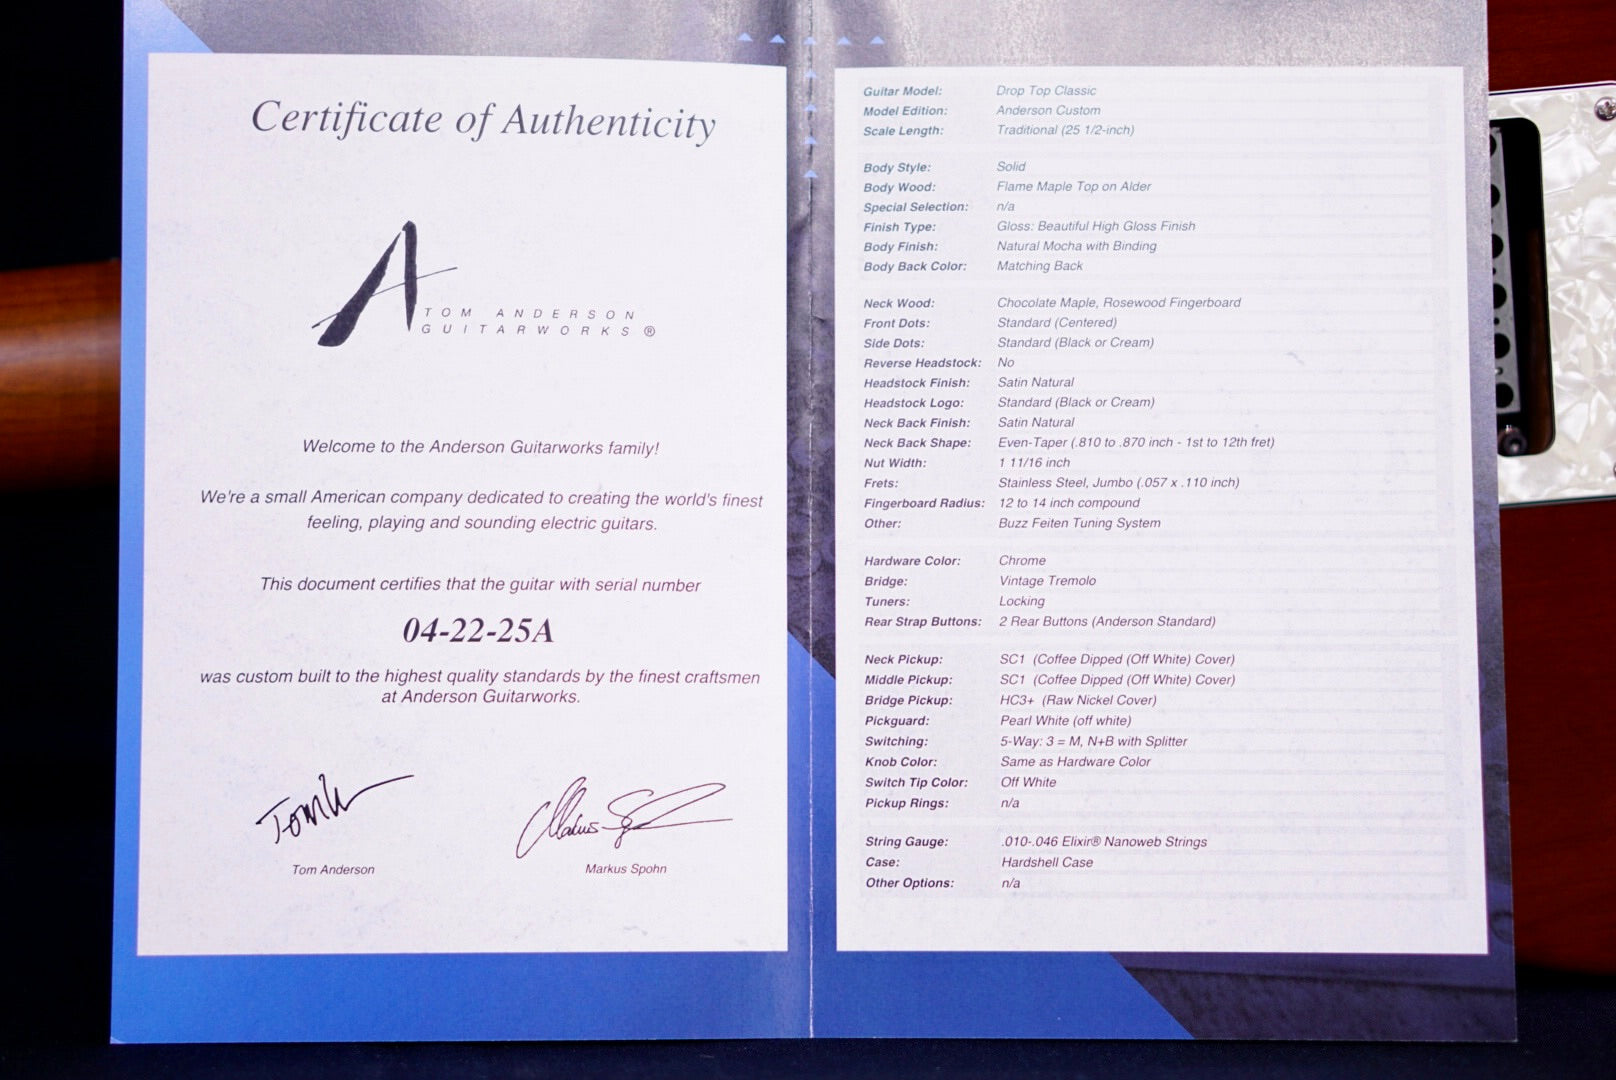 Certificate of Authenticity
TOM ANDERSON
GUITARWORKS®
Welcome to the Anderson Guitarworks family!
We're a small American company dedicated to creating the world's finest
feeling, playing and sounding electric guitars.
This document certifies that the guitar with serial number
04-22-25A
was custom built to the highest quality standards by the finest craftsmen
at Anderson Guitarworks.
Tom Anderson
Markus Spohn
Guitar Model: Drop Top Classic
Model Edition: Anderson Custom
Scale Length: Traditional (25 1/2-inch)
Body Style: Solid
Body Wood: Flame Maple Top on Alder
Special Selection: n/a
Finish Type: Gloss: Beautiful High Gloss Finish
Body Finish: Natural Mocha with Binding
Body Back Color: Matching Back
Neck Wood: Chocolate Maple, Rosewood Fingerboard
Front Dots: Standard (Centered)
Side Dots: Standard (Black or Cream)
Reverse Headstock: No
Headstock Finish: Satin Natural
Headstock Logo: Standard (Black or Cream)
Neck Back Finish: Satin Natural
Neck Back Shape: Even-Taper (.810 to .870 inch - 1st to 12th fret)
Nut Width: 1 11/16 inch
Frets: Stainless Steel, Jumbo (.057 x .110 inch)
Fingerboard Radius: 12 to 14 inch compound
Other: Buzz Feiten Tuning System
Hardware Color: Chrome
Bridge: Vintage Tremolo
Tuners: Locking
Rear Strap Buttons: 2 Rear Buttons (Anderson Standard)
Neck Pickup: SC1 (Coffee Dipped (Off White) Cover)
Middle Pickup: SC1 (Coffee Dipped (Off White) Cover)
Bridge Pickup: HC3+ (Raw Nickel Cover)
Pickguard: Pearl White (off white)
Switching: 5-Way: 3 = M, N+B with Splitter
Knob Color: Same as Hardware Color
Switch Tip Color: Off White
Pickup Rings: n/a
String Gauge: .010-.046 Elixir® Nanoweb Strings
Case: Hardshell Case
Other Options: n/a